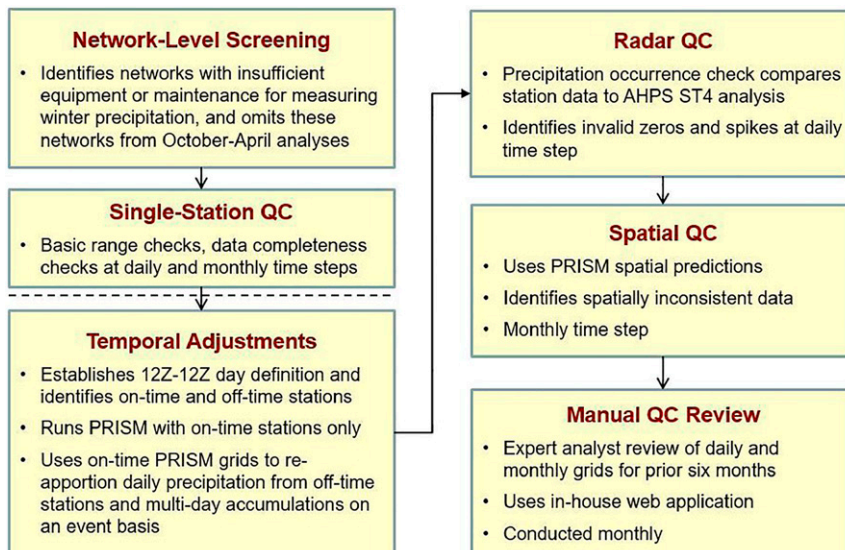 Network-Level Screening
• Identifies networks with insufficient
equipment or maintenance for measuring
winter precipitation, and omits these
networks from October-April analyses
Single-Station QC
• Basic range checks, data completeness
checks at daily and monthly time steps
Temporal Adjustments
• Establishes 12Z-12Z day definition and
identifies on-time and off-time stations
• Runs PRISM with on-time stations only
• Uses on-time PRISM grids to re-
apportion daily precipitation from off-time
stations and multi-day accumulations on
an event basis
Radar QC
• Precipitation occurrence check compares
station data to AHPS ST4 analysis
• Identifies invalid zeros and spikes at daily
time step
Spatial QC
• Uses PRISM spatial predictions
• Identifies spatially inconsistent data
• Monthly time step
Manual QC Review
• Expert analyst review of daily and
monthly grids for prior six months
• Uses in-house web application
• Conducted monthly